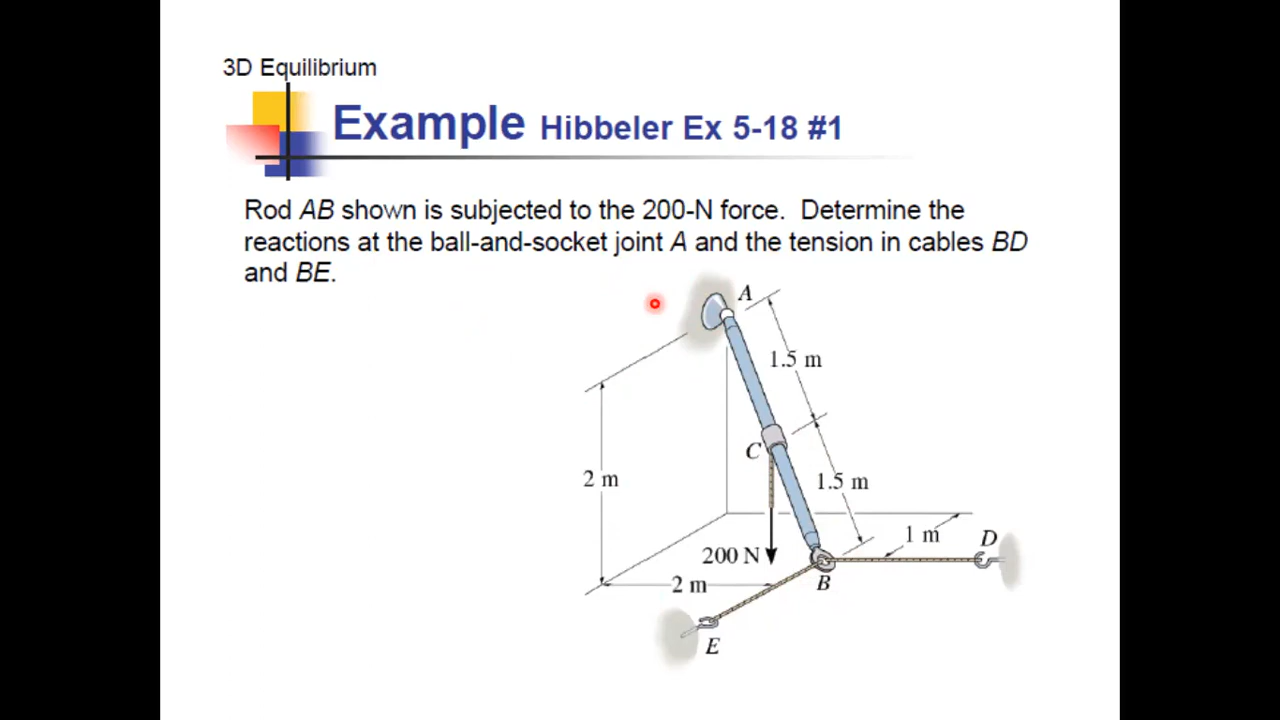 3D Equilibrium
Example Hibbeler Ex 5-18 #1
Rod AB shown is subjected to the 200-N force. Determine the
reactions at the ball-and-socket joint A and the tension in cables BD
and BE.
A
1.5 m
C
2 m
1.5 m
1 m
D
200 N
2 m
B
E